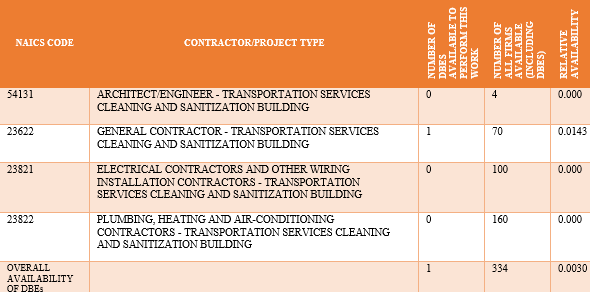 NAICS CODE
CONTRACTOR/PROJECT TYPE
NUMBER OF
DBES
AVAILABLE TO
PERFORM THIS
WORK
NUMBER OF
ALL FIRMS
AVAILABLE
(INCLUDING
DBES)
RELATIVE
AVAILABILITY
54131
ARCHITECT/ENGINEER - TRANSPORTATION SERVICES
CLEANING AND SANITIZATION BUILDING
0
4
0.000
23622
GENERAL CONTRACTOR - TRANSPORTATION SERVICES
CLEANING AND SANITIZATION BUILDING
1
70
0.0143
23821
ELECTRICAL CONTRACTORS AND OTHER WIRING
INSTALLATION CONTRACTORS - TRANSPORTATION
SERVICES CLEANING AND SANITIZATION BUILDING
0
100
0.000
23822
PLUMBING, HEATING AND AIR-CONDITIONING
CONTRACTORS - TRANSPORTATION SERVICES CLEANING
AND SANITIZATION BUILDING
0
160
0.000
OVERALL
AVAILABILITY
OF DBEs
1
334
0.0030